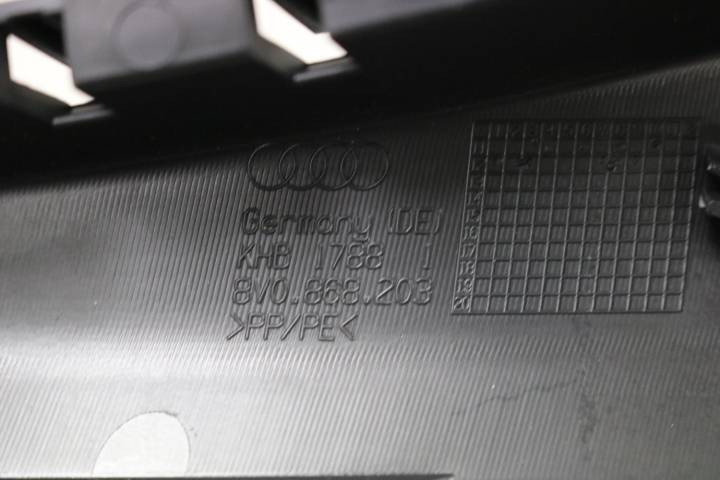 Germany (DE)
KHB 1788 1
8V0.868.203
>PP/PE<